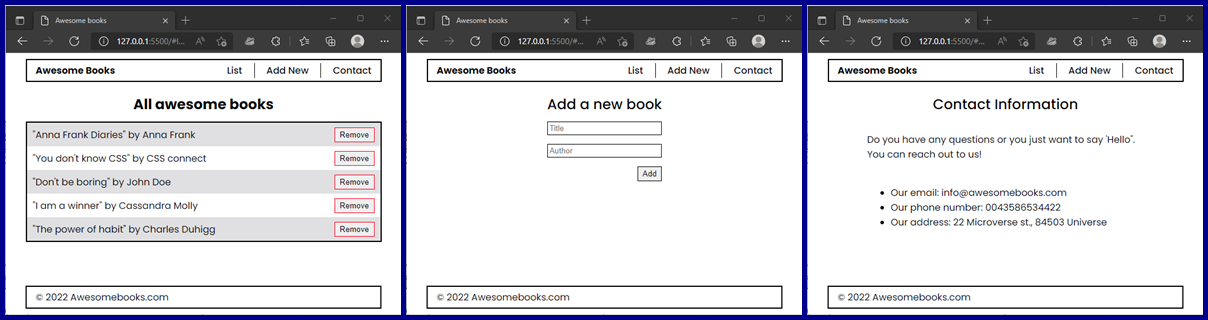 Awesome books
127.0.0.1:5500/#l...
Awesome Books
List
Add New
Contact
All awesome books
"Anna Frank Diaries" by Anna Frank
Remove
"You don't know CSS" by CSS connect
Remove
"Don't be boring" by John Doe
Remove
"I am a winner" by Cassandra Molly
Remove
"The power of habit" by Charles Duhigg
Remove
© 2022 Awesomebooks.com
Awesome books
127.0.0.1:5500/#...
Awesome Books
List
Add New
Contact
Add a new book
Title
Author
Add
© 2022 Awesomebooks.com
Awesome books
127.0.0.1:5500/#...
Awesome Books
List
Add New
Contact
Contact Information
Do you have any questions or you just want to say 'Hello".
You can reach out to us!
• Our email: info@awesomebooks.com
• Our phone number: 0043586534422
• Our address: 22 Microverse st., 84503 Universe
© 2022 Awesomebooks.com